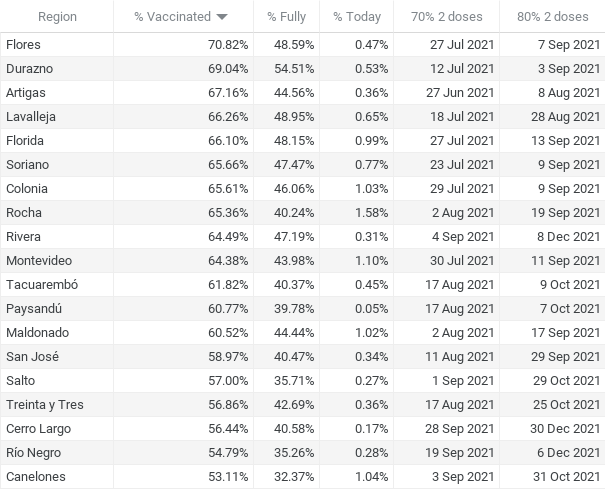 Region % Vaccinated % Fully % Today 70% 2 doses 80% 2 doses
Flores 70.82% 48.59% 0.47% 27 Jul 2021 7 Sep 2021
Durazno 69.04% 54.51% 0.53% 12 Jul 2021 3 Sep 2021
Artigas 67.16% 44.56% 0.36% 27 Jun 2021 8 Aug 2021
Lavalleja 66.26% 48.95% 0.65% 18 Jul 2021 28 Aug 2021
Florida 66.10% 48.15% 0.99% 27 Jul 2021 13 Sep 2021
Soriano 65.66% 47.47% 0.77% 23 Jul 2021 9 Sep 2021
Colonia 65.61% 46.06% 1.03% 29 Jul 2021 9 Sep 2021
Rocha 65.36% 40.24% 1.58% 2 Aug 2021 19 Sep 2021
Rivera 64.49% 47.19% 0.31% 4 Sep 2021 8 Dec 2021
Montevideo 64.38% 43.98% 1.10% 30 Jul 2021 11 Sep 2021
Tacuarembó 61.82% 40.37% 0.45% 17 Aug 2021 9 Oct 2021
Paysandú 60.77% 39.78% 0.05% 17 Aug 2021 7 Oct 2021
Maldonado 60.52% 44.44% 1.02% 2 Aug 2021 17 Sep 2021
San José 58.97% 40.47% 0.34% 11 Aug 2021 29 Sep 2021
Salto 57.00% 35.71% 0.27% 1 Sep 2021 29 Oct 2021
Treinta y Tres 56.86% 42.69% 0.36% 17 Aug 2021 25 Oct 2021
Cerro Largo 56.44% 40.58% 0.17% 28 Sep 2021 30 Dec 2021
Río Negro 54.79% 35.26% 0.28% 19 Sep 2021 6 Dec 2021
Canelones 53.11% 32.37% 1.04% 3 Sep 2021 31 Oct 2021